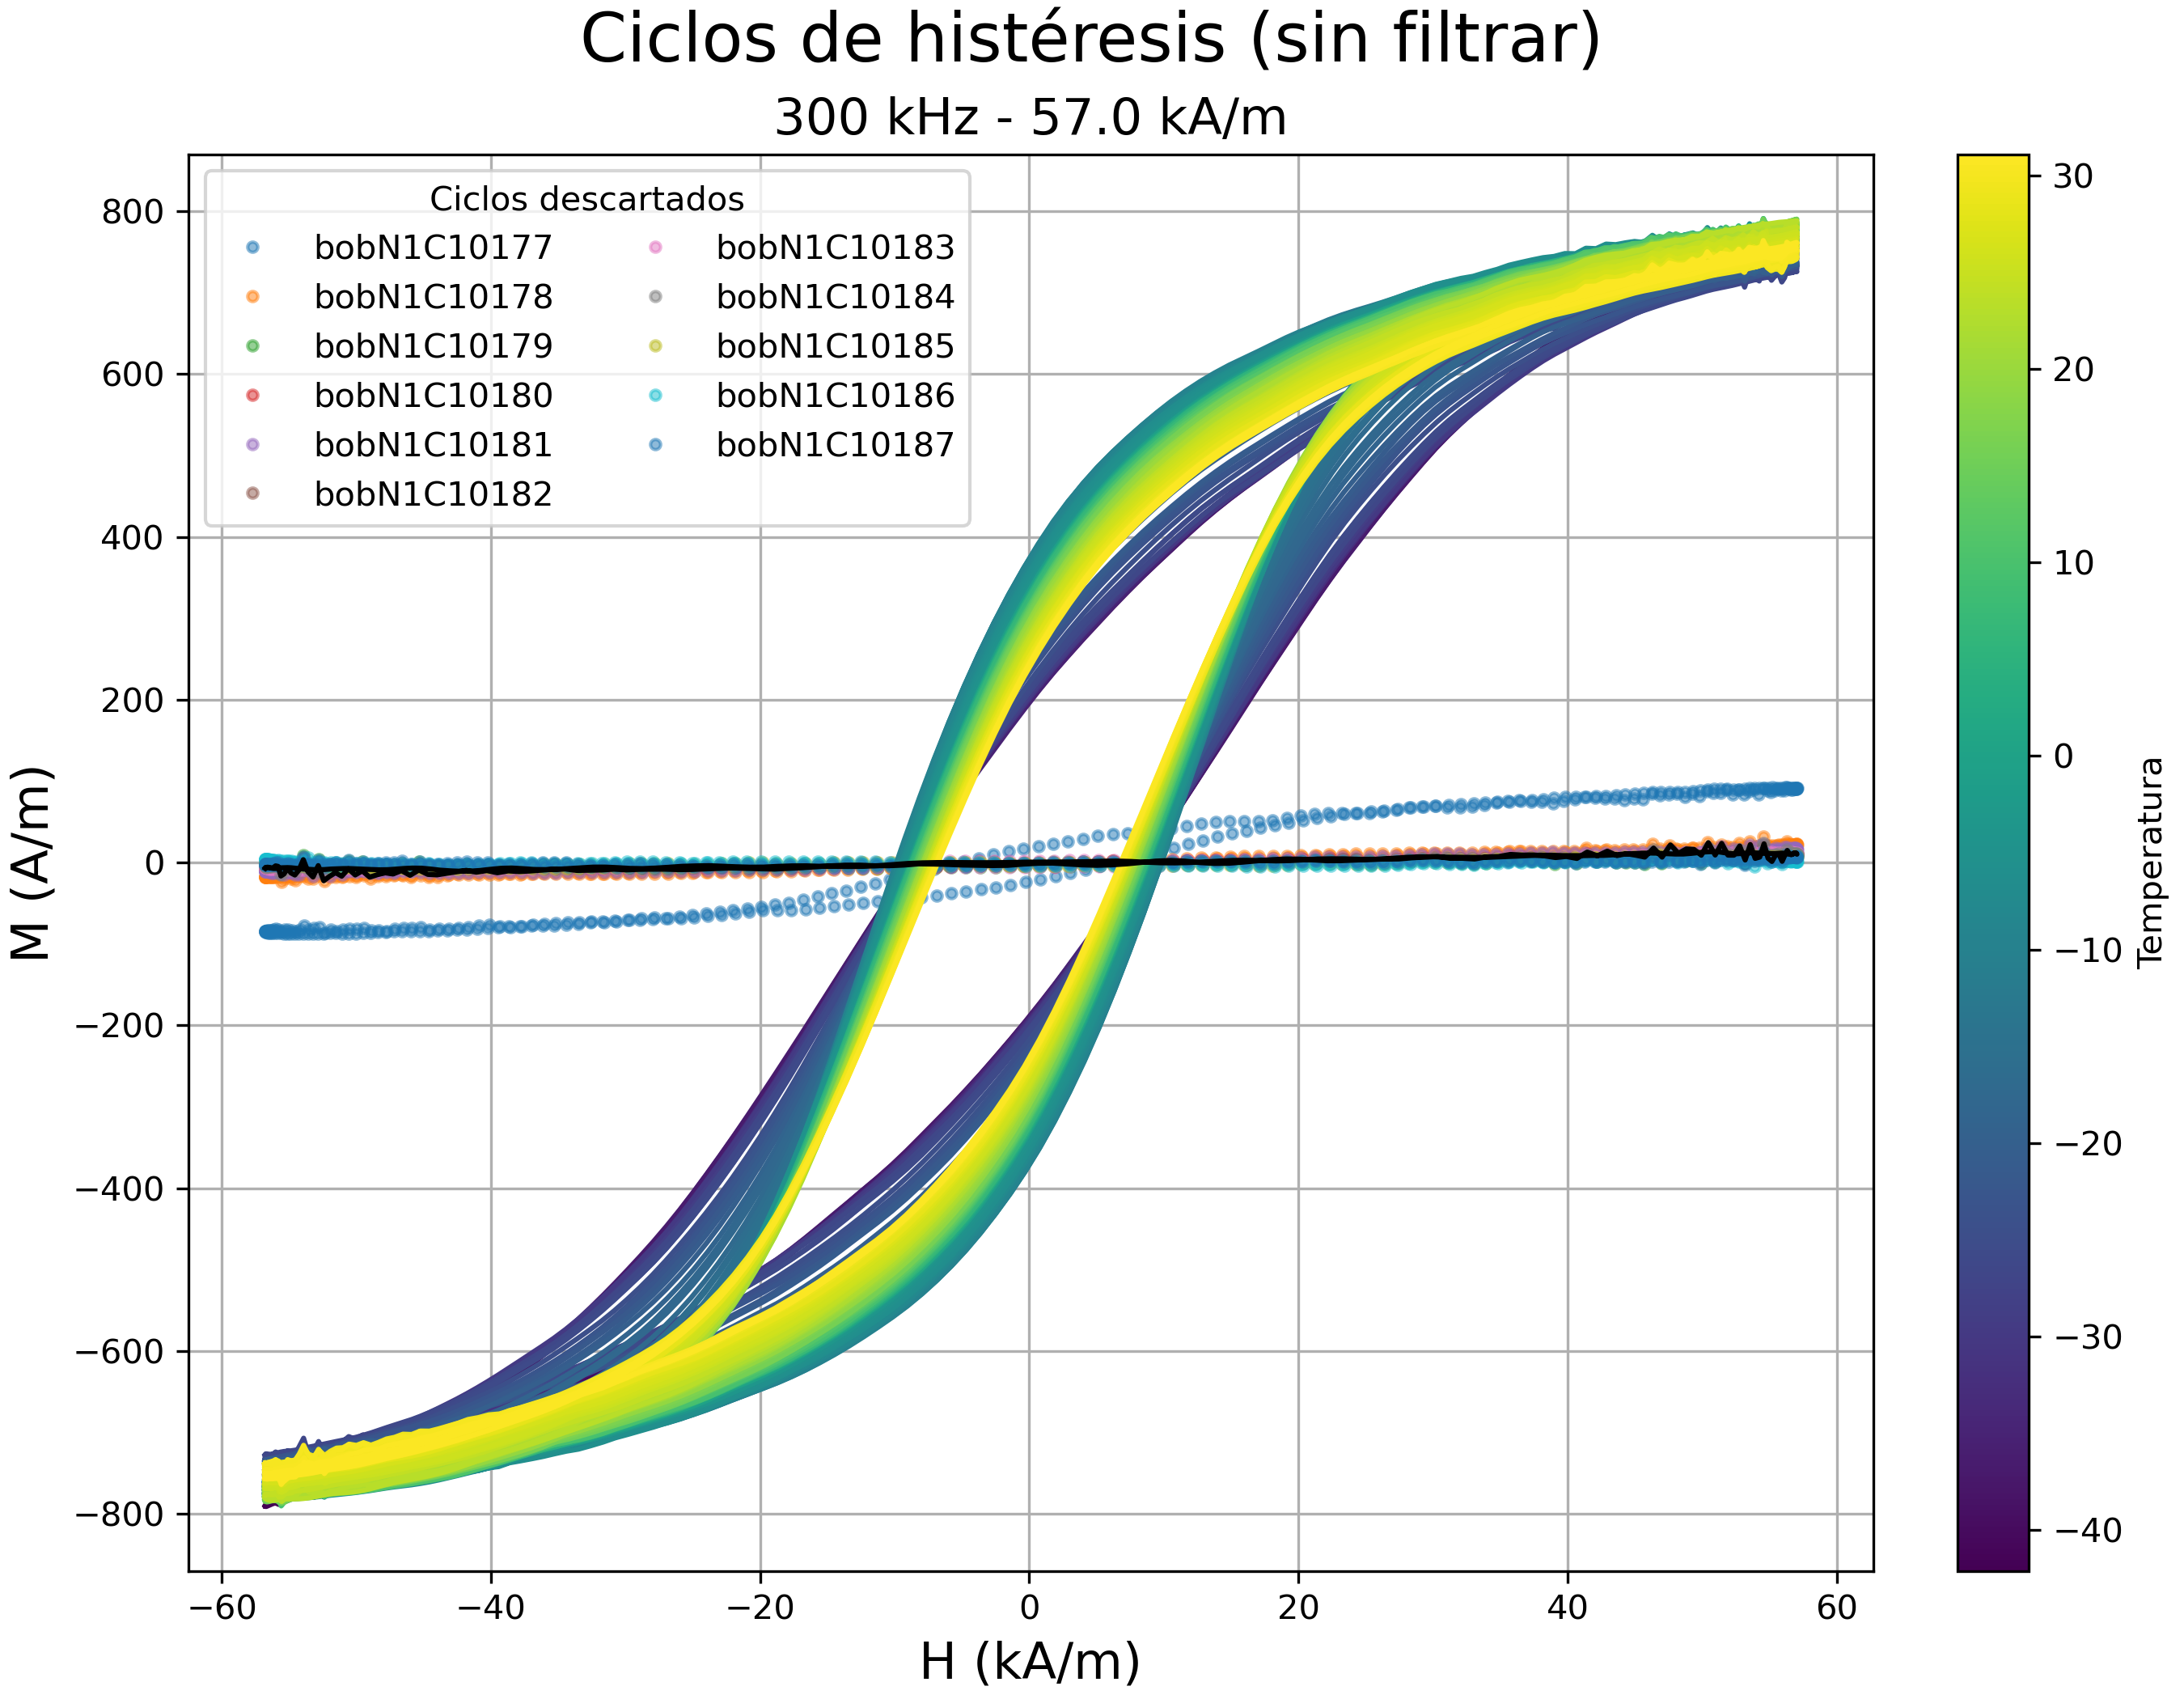 Ciclos de histéresis (sin filtrar)
300 kHz - 57.0 kA/m
Ciclos descartados
bobN1C10177
bobN1C10178
bobN1C10179
bobN1C10180
bobN1C10181
bobN1C10182
bobN1C10183
bobN1C10184
bobN1C10185
bobN1C10186
bobN1C10187
M (A/m)
800
600
400
200
0
−200
−400
−600
−800
−60
−40
−20
0
20
40
60
H (kA/m)
30
20
10
0
−10
−20
−30
−40
Temperatura